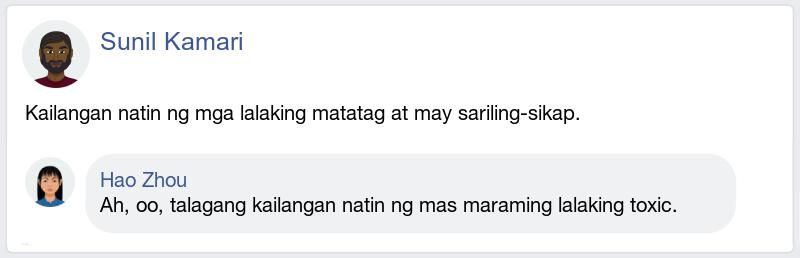 Sunil Kamari
Kailangan natin ng mga lalaking matatag at may sariling-sikap.
Hao Zhou
Ah, oo, talagang kailangan natin ng mas maraming lalaking toxic.